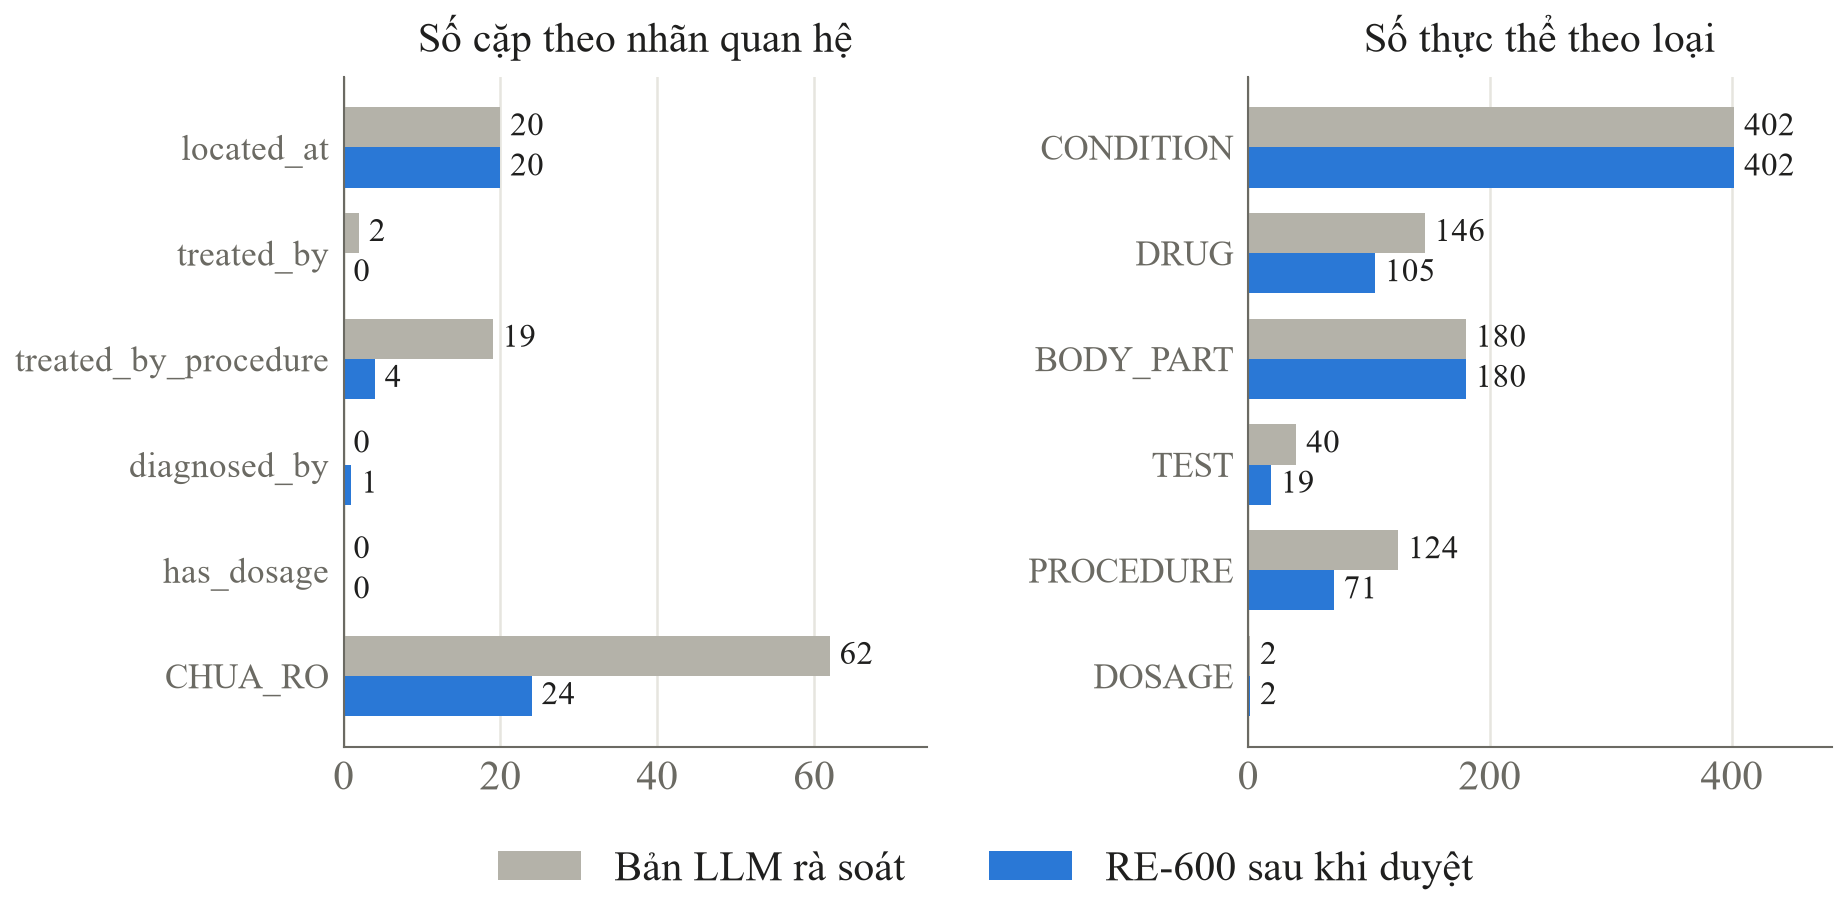 Số cặp theo nhãn quan hệ
located_at
20
20
treated_by
2
0
treated_by_procedure
19
4
diagnosed_by
0
1
has_dosage
0
0
CHUA_RO
62
24
0 20 40 60
Số thực thể theo loại
CONDITION
402
402
DRUG
146
105
BODY_PART
180
180
TEST
40
19
PROCEDURE
124
71
DOSAGE
2
2
0 200 400
Bản LLM rà soát
RE-600 sau khi duyệt